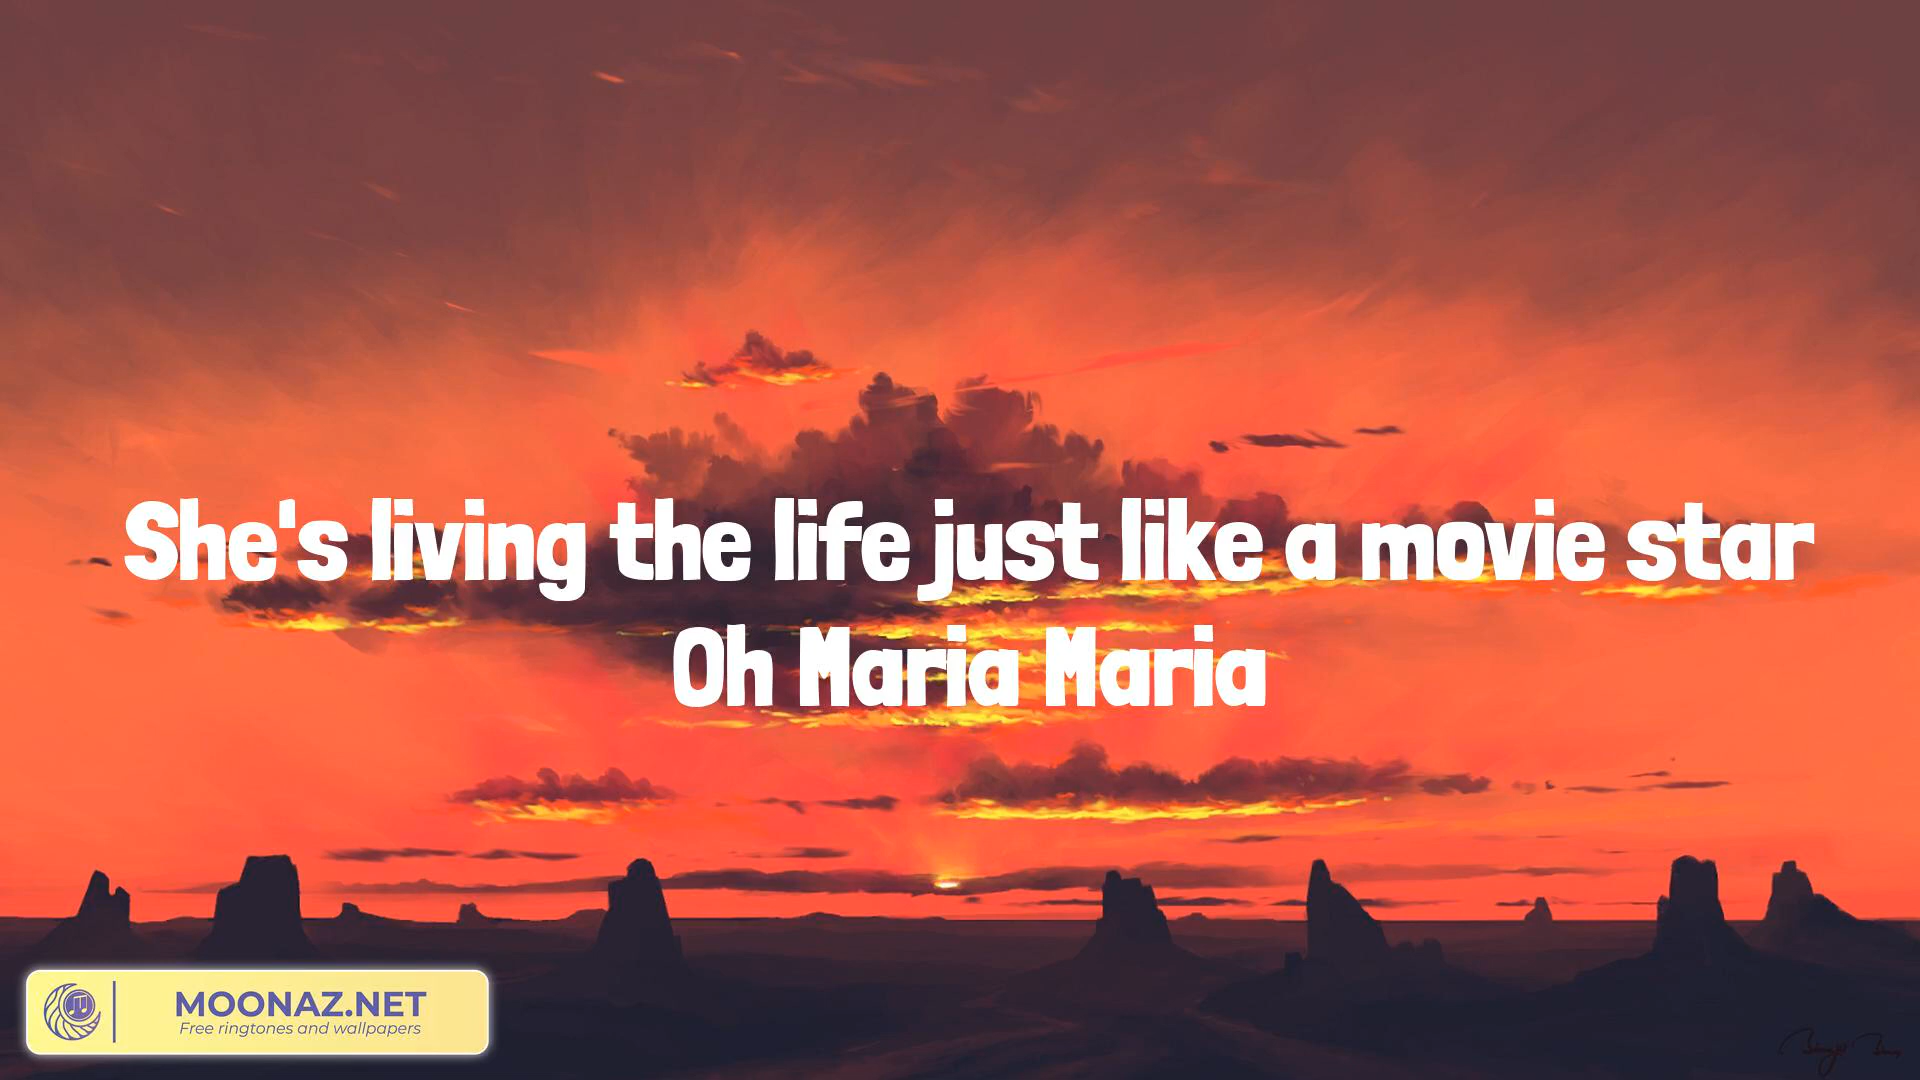 She's living the life just like a movie star
Oh Maria Maria
MOONAZ.NET
Free ringtones and wallpapers